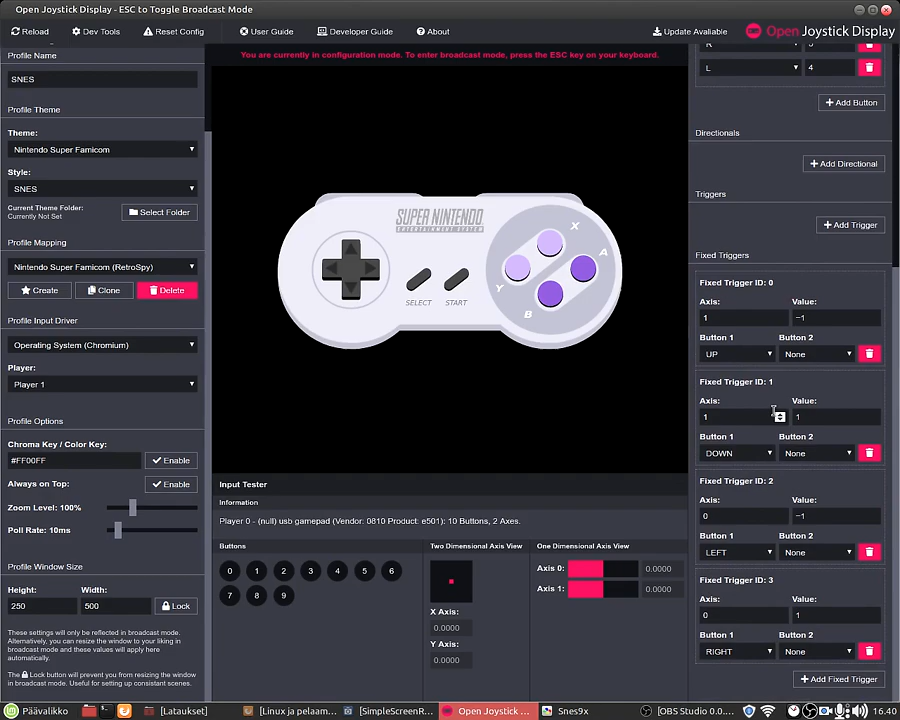 Open Joystick Display - ESC to Toggle Broadcast Mode
Reload
Dev Tools
Reset Config
User Guide
Developer Guide
About
Update Available
Open Joystick Display
You are currently in configuration mode. To enter broadcast mode, press the ESC key on your keyboard.
Profile Name
SNES
Profile Theme
Theme:
Nintendo Super Famicom
Style:
SNES
Current Theme Folder:
Currently Not Set
Select Folder
Profile Mapping
Nintendo Super Famicom (RetroSpy)
Create
Clone
Delete
Profile Input Driver
Operating System (Chromium)
Player:
Player 1
Profile Options
Chroma Key / Color Key:
#FF00FF
Enable
Always on Top:
Enable
Zoom Level: 100%
Poll Rate: 10ms
Profile Window Size
Height:
Width:
250
500
Lock
These settings will only be reflected in broadcast mode.
Alternatively, you can resize the window to your liking in
broadcast mode and these values will apply here
automatically.
The Lock button will prevent you from resizing the window
in broadcast mode. Useful for setting up consistant scenes.
SUPER NINTENDO
ENTERTAINMENT SYSTEM
X
A
Y
B
SELECT
START
Input Tester
Information
Player 0 - (null) usb gamepad (Vendor: 0810 Product: e501): 10 Buttons, 2 Axes.
Buttons
0 1 2 3 4 5 6
7 8 9
Two Dimensional Axis View
X Axis:
0.0000
Y Axis:
0.0000
One Dimensional Axis View
Axis 0:
0.0000
Axis 1:
0.0000
L
4
Add Button
Directionals
Add Directional
Triggers
Add Trigger
Fixed Triggers
Fixed Trigger ID: 0
Axis:
Value:
1
−1
Button 1
Button 2
UP
None
Fixed Trigger ID: 1
Axis:
Value:
1
1
Button 1
Button 2
DOWN
None
Fixed Trigger ID: 2
Axis:
Value:
0
−1
Button 1
Button 2
LEFT
None
Fixed Trigger ID: 3
Axis:
Value:
0
1
Button 1
Button 2
RIGHT
None
Add Fixed Trigger
Päävalikko
[Lataukset]
[Linux ja pelaam...
[SimpleScreenR...
Open Joystick ...
Snes9x
[OBS Studio 0.0....
16.40